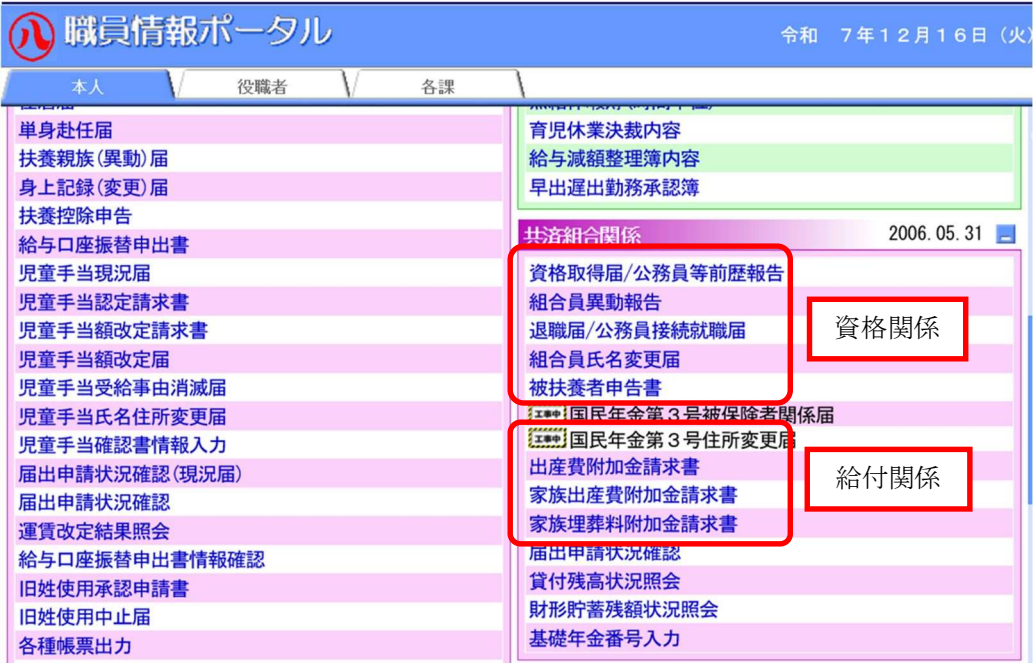 八 職員情報ポータル
令和 7年12月16日（火）
本人
役職者
各課
単身赴任届
扶養親族(異動)届
身上記録(変更)届
扶養控除申告
給与口座振替申出書
児童手当現況届
児童手当認定請求書
児童手当額改定請求書
児童手当額改定届
児童手当受給事由消滅届
児童手当氏名住所変更届
児童手当確認書情報入力
届出申請状況確認(現況届)
届出申請状況確認
運賃改定結果照会
給与口座振替申出書情報確認
旧姓使用承認申請書
旧姓使用中止届
各種帳票出力
育児休業決裁内容
給与減額整理簿内容
早出遅出勤務承認簿
共済組合関係 2006.05.31
資格取得届/公務員等前歴報告
組合員異動報告
退職届/公務員接続就職届
組合員氏名変更届
被扶養者申告書
工事中 国民年金第３号被保険者関係届
工事中 国民年金第３号住所変更届
出産費附加金請求書
家族出産費附加金請求書
家族埋葬料附加金請求書
届出申請状況確認
貸付残高状況照会
財形貯蓄残額状況照会
基礎年金番号入力
資格関係
給付関係